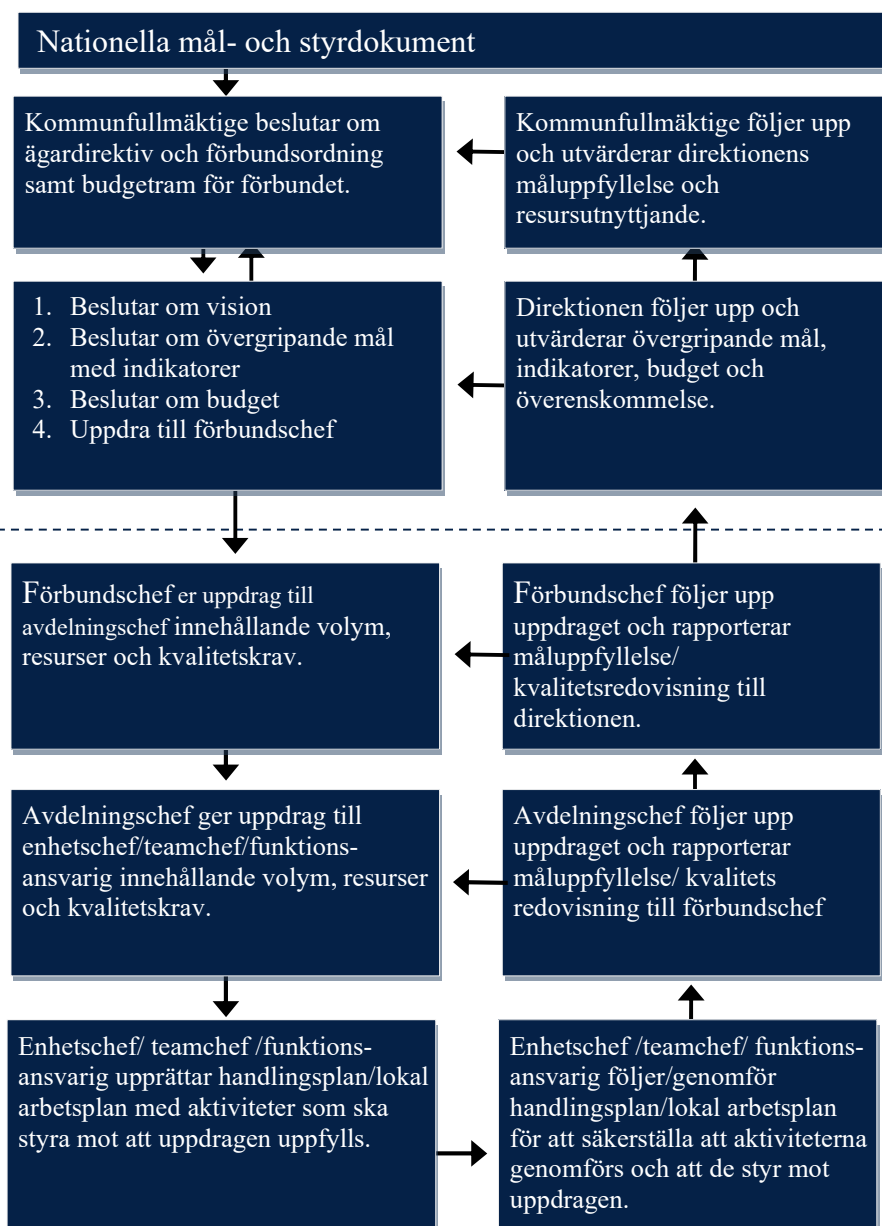 Nationella mål- och styrdokument
Kommunfullmäktige beslutar om
ägardirektiv och förbundsordning
samt budgetram för förbundet.
Kommunfullmäktige följer upp
och utvärderar direktionens
måluppfyllelse och
resursutnyttjande.
1. Beslutar om vision
2. Beslutar om övergripande mål
med indikatorer
3. Beslutar om budget
4. Uppdra till förbundschef
Direktionen följer upp och
utvärderar övergripande mål,
indikatorer, budget och
överenskommelse.
Förbundschef er uppdrag till
avdelningschef innehållande volym,
resurser och kvalitetskrav.
Förbundschef följer upp
uppdraget och rapporterar
måluppfyllelse/
kvalitetsredovisning till
direktionen.
Avdelningschef ger uppdrag till
enhetschef/teamchef/funktions-
ansvarig innehållande volym, resurser
och kvalitetskrav.
Avdelningschef följer upp
uppdraget och rapporterar
måluppfyllelse/ kvalitets
redovisning till förbundschef
Enhetschef/ teamchef /funktions-
ansvarig upprättar handlingsplan/lokal
arbetsplan med aktiviteter som ska
styra mot att uppdragen uppfylls.
Enhetschef /teamchef/ funktions-
ansvarig följer/genomför
handlingsplan/lokal arbetsplan
för att säkerställa att aktiviteterna
genomförs och att de styr mot
uppdragen.